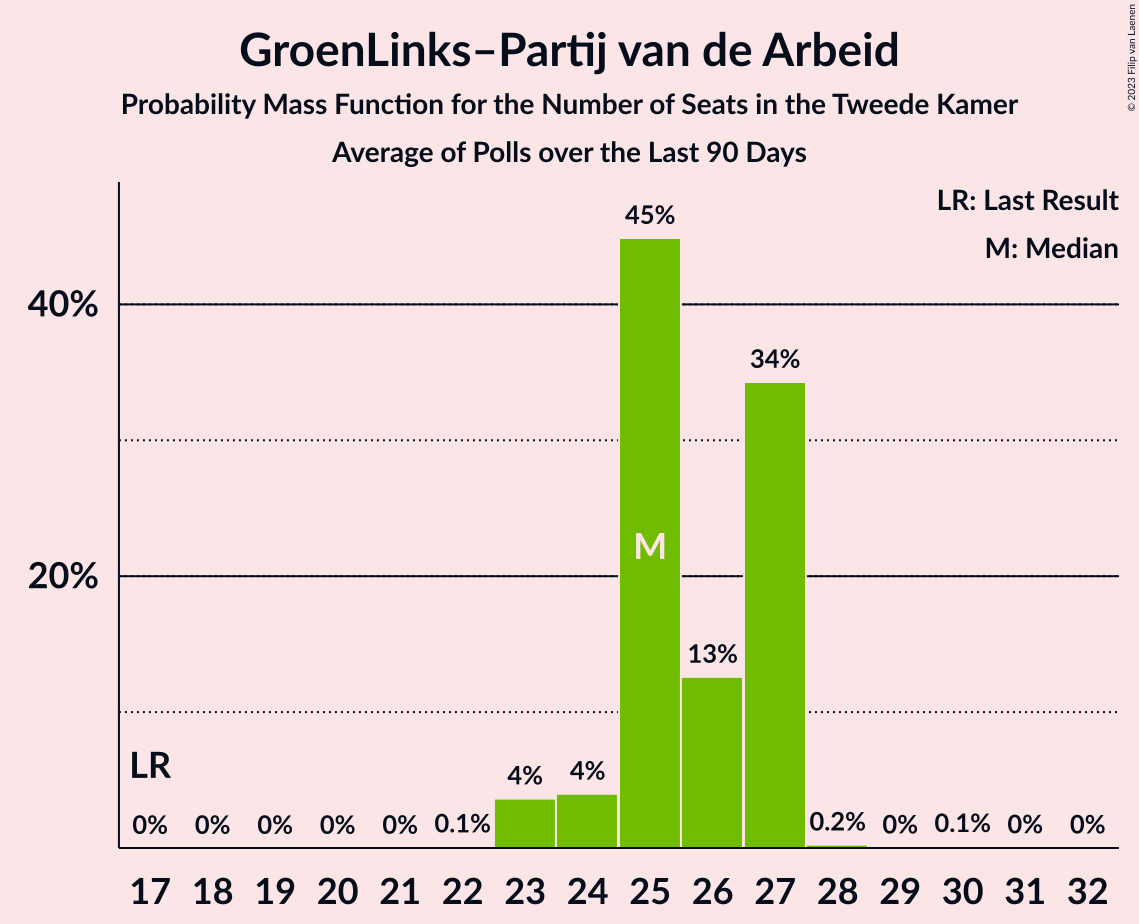 GroenLinks–Partij van de Arbeid
Probability Mass Function for the Number of Seats in the Tweede Kamer
Average of Polls over the Last 90 Days
© 2023 Filip van Laenen
LR: Last Result
M: Median
45%
40%
34%
M
20%
13%
LR
4%
4%
0%
0%
0%
0%
0%
0.1%
0.2%
0%
0.1%
0%
0%
17 18 19 20 21 22 23 24 25 26 27 28 29 30 31 32